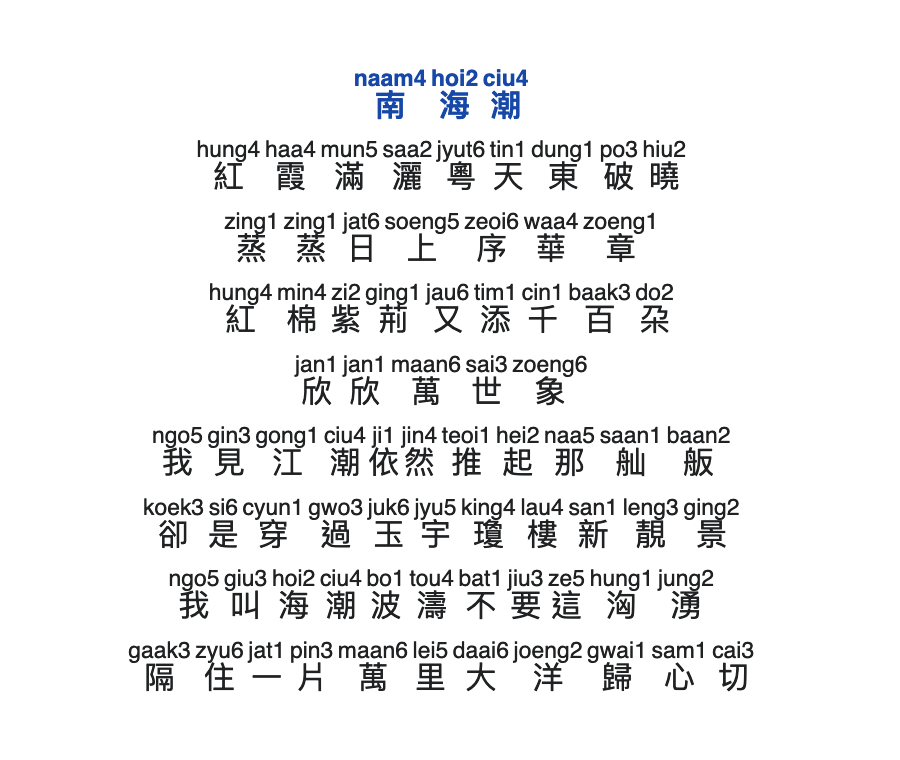 naam4 hoi2 ciu4
南海潮
hung4 haa4 mun5 saa2 jyut6 tin1 dung1 po3 hiu2
紅霞滿灑粵天東破曉
zing1 zing1 jat6 soeng5 zeoi6 waa4 zoeng1
蒸蒸日上序華章
hung4 min4 zi2 ging1 jau6 tim1 cin1 baak3 do2
紅棉紫荊又添千百朶
jan1 jan1 maan6 sai3 zoeng6
欣欣萬世象
ngo5 gin3 gong1 ciu4 ji1 jin4 teoi1 hei2 naa5 saan1 baan2
我見江潮依然推起那舢舨
koek3 si6 cyun1 gwo3 juk6 jyu5 king4 lau4 san1 leng3 ging2
卻是穿過玉宇瓊樓新靚景
ngo5 giu3 hoi2 ciu4 bo1 tou4 bat1 jiu3 ze5 hung1 jung2
我叫海潮波濤不要這洶湧
gaak3 zyu6 jat1 pin3 maan6 lei5 daai6 joeng2 gwai1 sam1 cai3
隔住一片萬里大洋歸心切